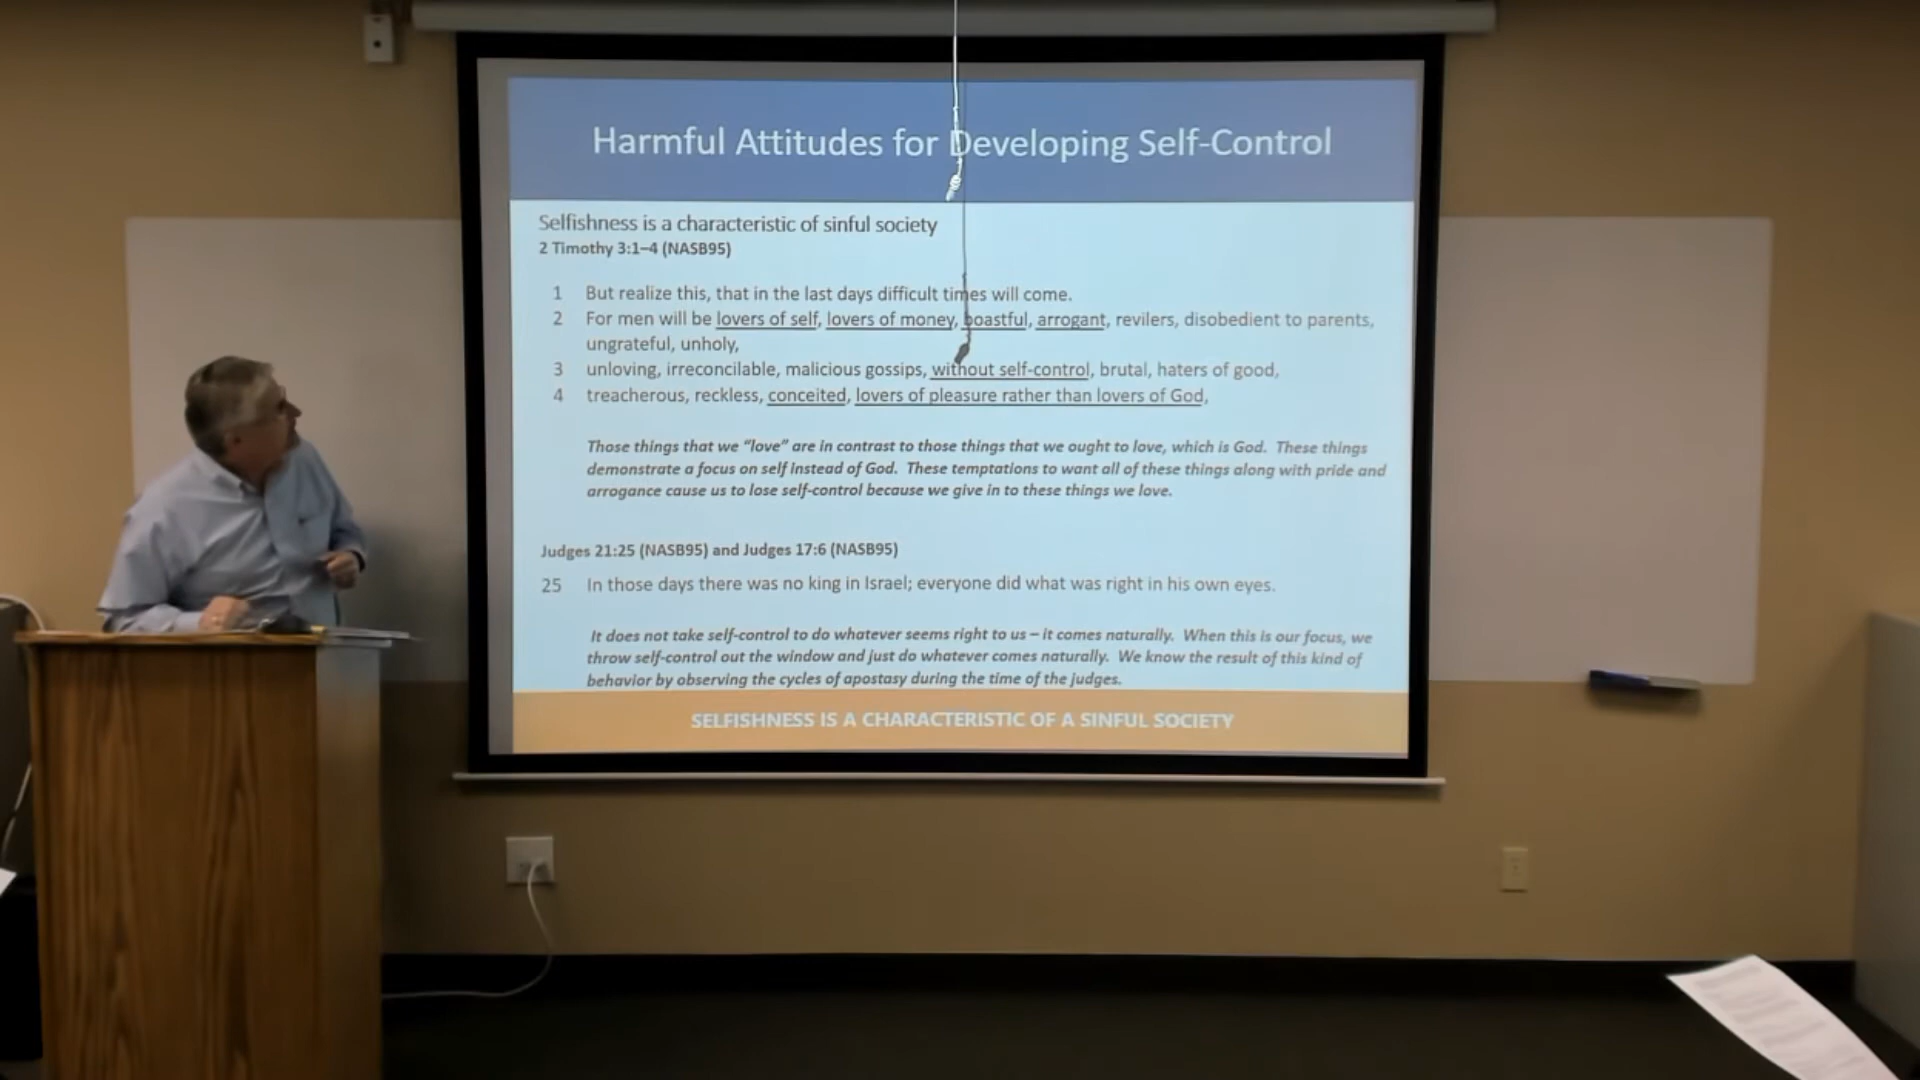 Harmful Attitudes for Developing Self-Control
Selfishness is a characteristic of sinful society
2 Timothy 3:1–4 (NASB95)
1 But realize this, that in the last days difficult times will come.
2 For men will be lovers of self, lovers of money, boastful, arrogant, revilers, disobedient to parents,
ungrateful, unholy,
3 unloving, irreconcilable, malicious gossips, without self-control, brutal, haters of good,
4 treacherous, reckless, conceited, lovers of pleasure rather than lovers of God,
Those things that we “love” are in contrast to those things that we ought to love, which is God. These things
demonstrate a focus on self instead of God. These temptations to want all of these things along with pride and
arrogance cause us to lose self-control because we give in to these things we love.
Judges 21:25 (NASB95) and Judges 17:6 (NASB95)
25 In those days there was no king in Israel; everyone did what was right in his own eyes.
It does not take self-control to do whatever seems right to us – it comes naturally. When this is our focus, we
throw self-control out the window and just do whatever comes naturally. We know the result of this kind of
behavior by observing the cycles of apostasy during the time of the judges.
SELFISHNESS IS A CHARACTERISTIC OF A SINFUL SOCIETY